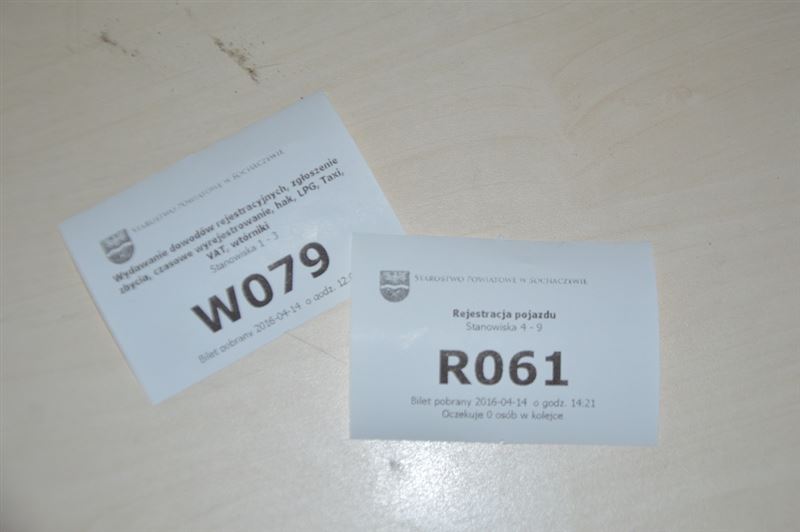 STAROSTWO POWIATOWE W SOCHACZEWIE
Wydawanie dowodów rejestracyjnych, zgłoszenie
zbycia, czasowe wyrejestrowanie, hak, LPG, Taxi,
VAT, wtórniki
Stanowiska 1 - 3
W079
Bilet pobrany 2016-04-14 o godz. 12:
STAROSTWO POWIATOWE W SOCHACZEWIE
Rejestracja pojazdu
Stanowiska 4 - 9
R061
Bilet pobrany 2016-04-14 o godz. 14:21
Oczekuje 0 osób w kolejce